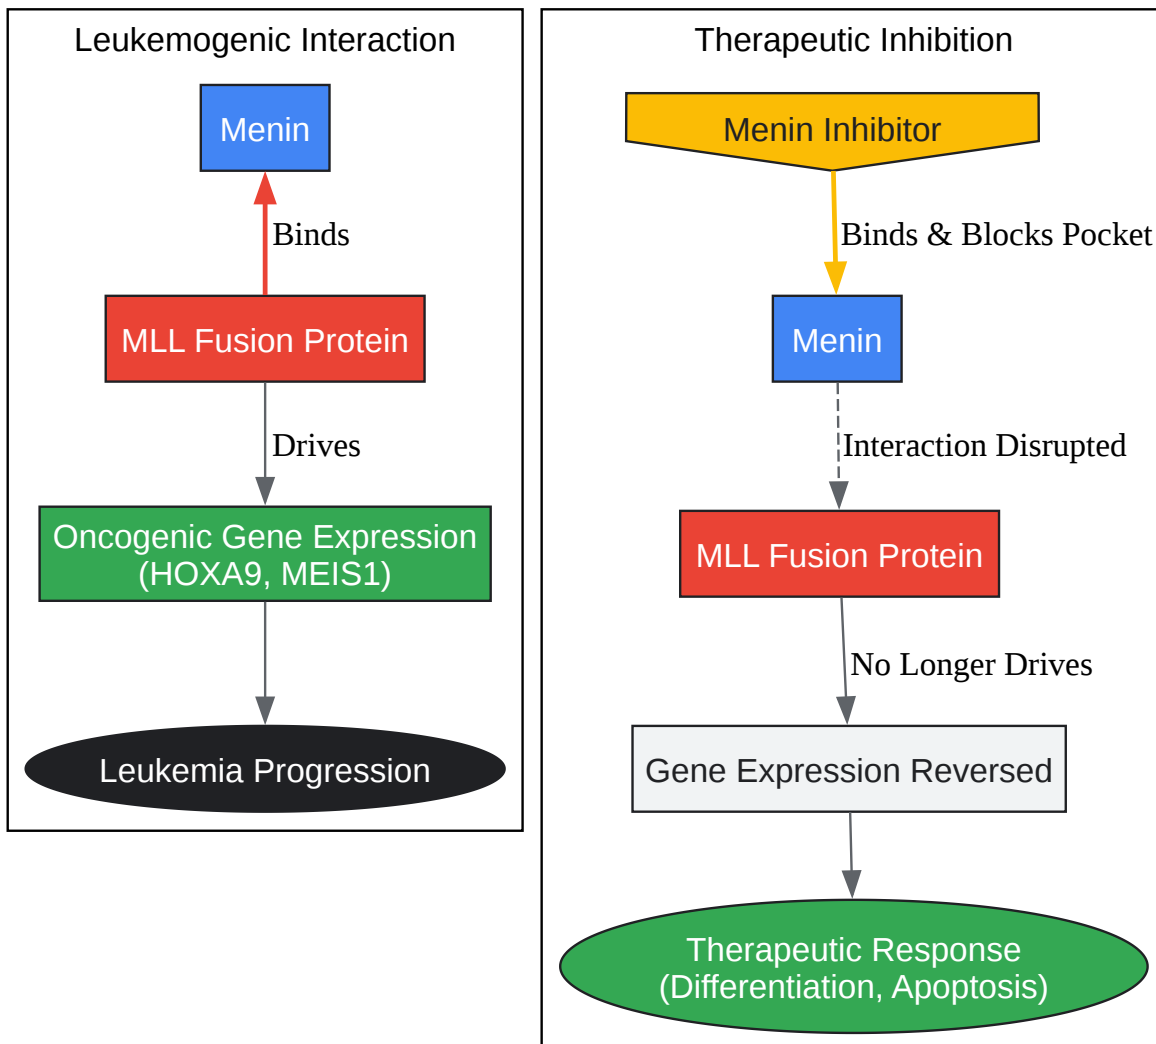 Leukemogenic Interaction
Menin
Binds
MLL Fusion Protein
Drives
Oncogenic Gene Expression
(HOXA9, MEIS1)
Leukemia Progression
Therapeutic Inhibition
Menin Inhibitor
Binds & Blocks Pocket
Menin
Interaction Disrupted
MLL Fusion Protein
No Longer Drives
Gene Expression Reversed
Therapeutic Response
(Differentiation, Apoptosis)